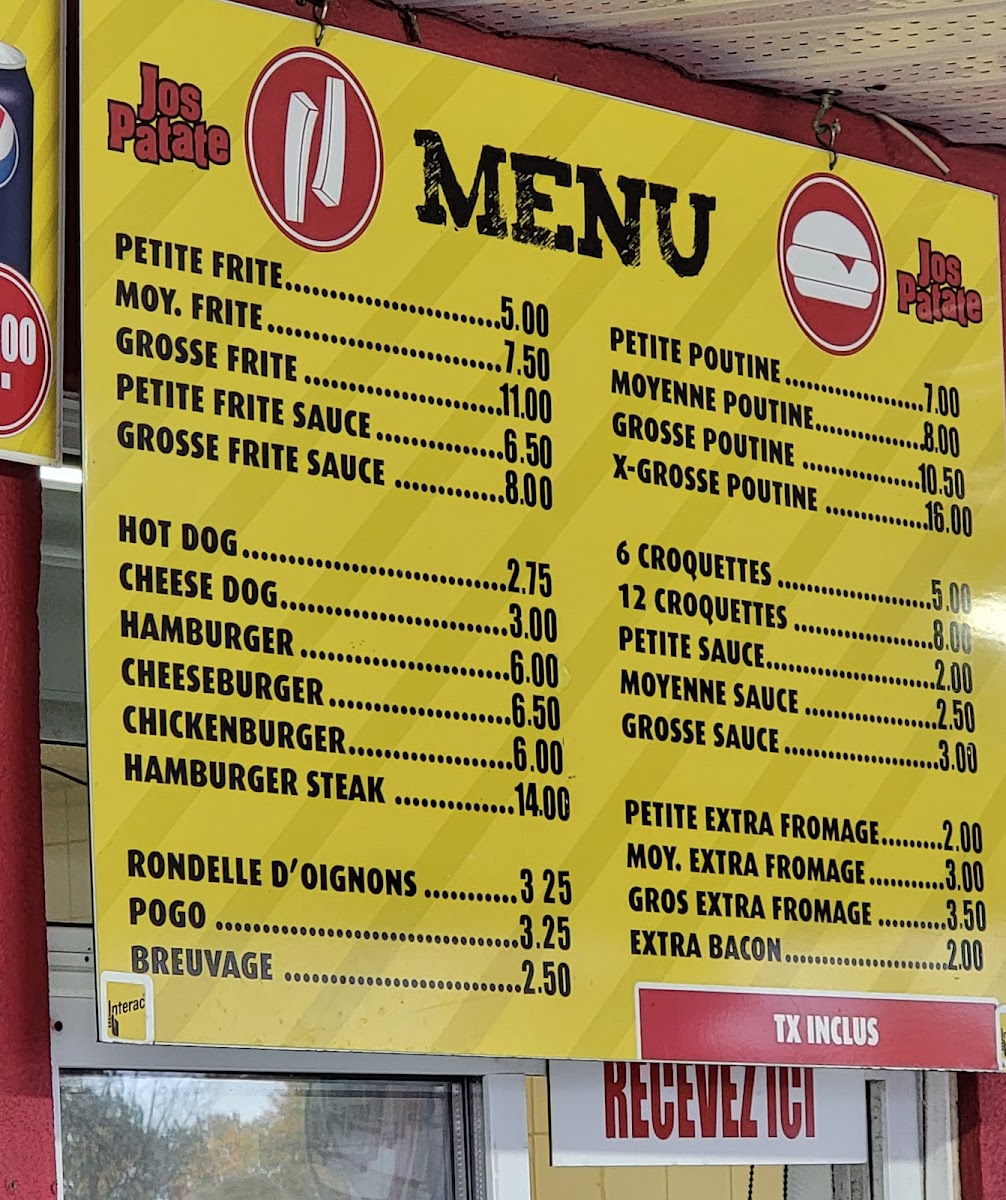 Jos
Patate
MENU
Jos
Patate
PETITE FRITE..........5.00
MOY. FRITE..........7.50
GROSSE FRITE..........11.00
PETITE FRITE SAUCE..........6.50
GROSSE FRITE SAUCE..........8.00
HOT DOG..........2.75
CHEESE DOG..........3.00
HAMBURGER..........6.00
CHEESEBURGER..........6.50
CHICKENBURGER..........6.00
HAMBURGER STEAK..........14.00
RONDELLE D'OIGNONS..........3 25
POGO..........3.25
BREUVAGE..........2.50
PETITE POUTINE..........7.00
MOYENNE POUTINE..........8.00
GROSSE POUTINE..........10.50
X-GROSSE POUTINE..........16.00
6 CROQUETTES..........5.00
12 CROQUETTES..........8.00
PETITE SAUCE..........2.00
MOYENNE SAUCE..........2.50
GROSSE SAUCE..........3.00
PETITE EXTRA FROMAGE..........2.00
MOY. EXTRA FROMAGE..........3.00
GROS EXTRA FROMAGE..........3.50
EXTRA BACON..........2.00
Interac
TX INCLUS
RECEVEZ ICI